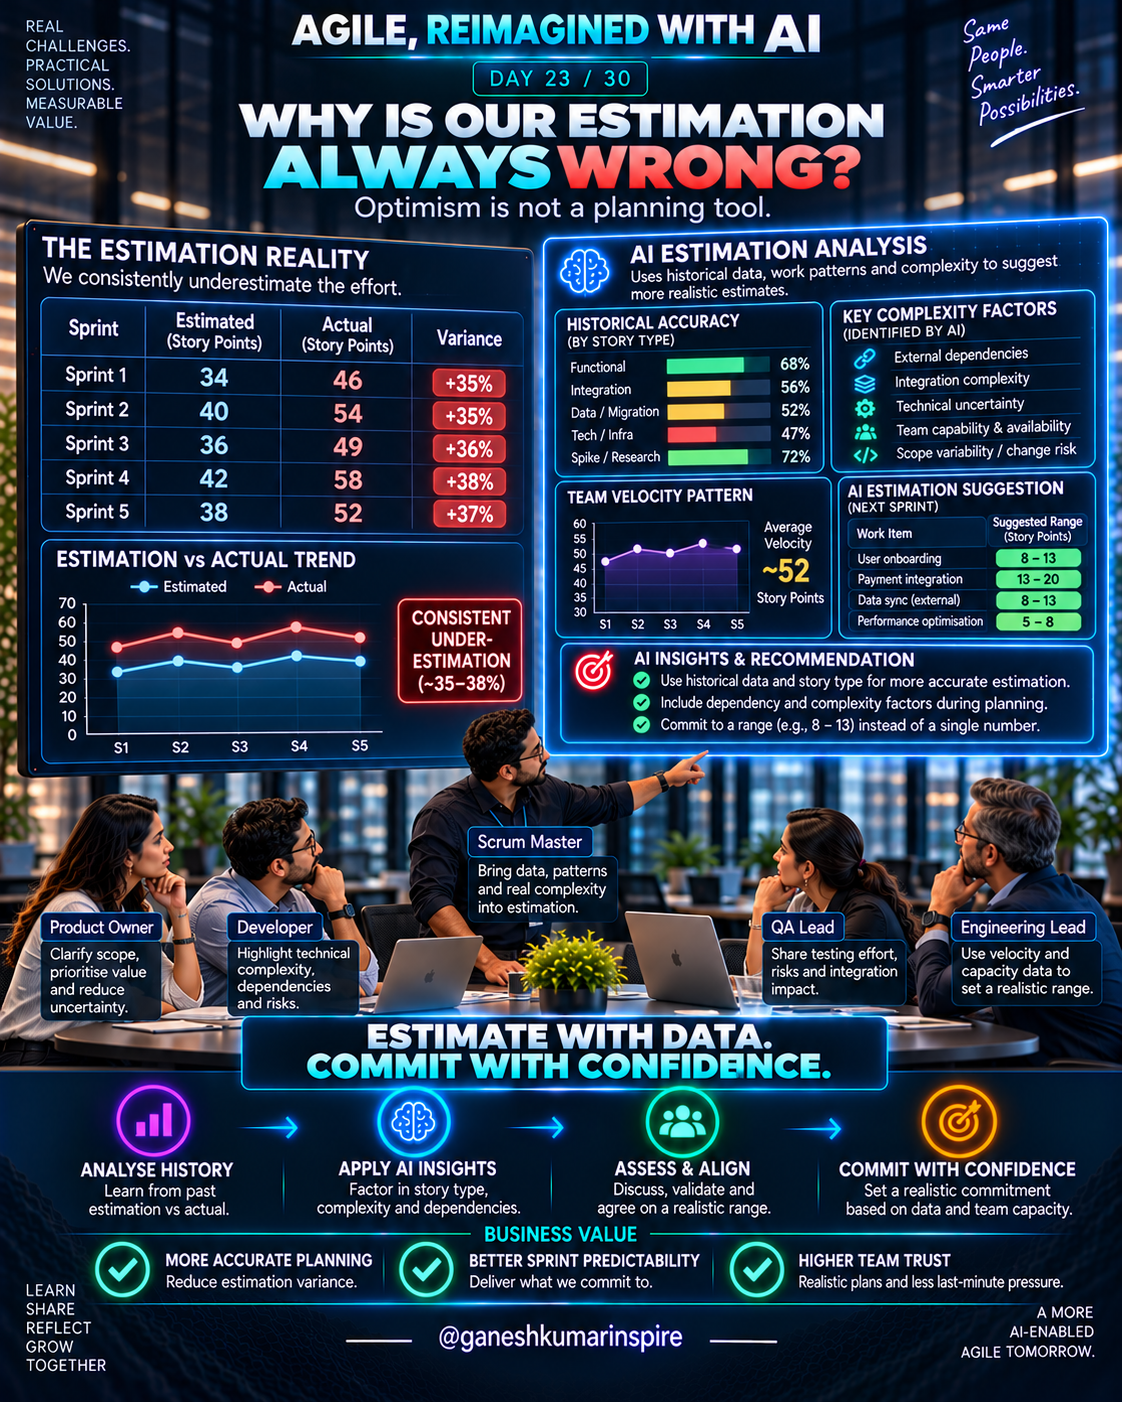 REAL
CHALLENGES.
PRACTICAL
SOLUTIONS.
MEASURABLE
VALUE.
AGILE, REIMAGINED WITH AI
DAY 23 / 30
Same
People.
Smarter
Possibilities.
WHY IS OUR ESTIMATION
ALWAYS WRONG?
Optimism is not a planning tool.
THE ESTIMATION REALITY
We consistently underestimate the effort.
Sprint Estimated (Story Points) Actual (Story Points) Variance
Sprint 1 34 46 +35%
Sprint 2 40 54 +35%
Sprint 3 36 49 +36%
Sprint 4 42 58 +38%
Sprint 5 38 52 +37%
ESTIMATION vs ACTUAL TREND
Estimated Actual
70
60
50
40
30
20
10
0
S1 S2 S3 S4 S5
CONSISTENT
UNDER-
ESTIMATION
(~35–38%)
AI ESTIMATION ANALYSIS
Uses historical data, work patterns and complexity to suggest
more realistic estimates.
HISTORICAL ACCURACY
(BY STORY TYPE)
Functional 68%
Integration 56%
Data / Migration 52%
Tech / Infra 47%
Spike / Research 72%
KEY COMPLEXITY FACTORS
(IDENTIFIED BY AI)
External dependencies
Integration complexity
Technical uncertainty
Team capability & availability
Scope variability / change risk
TEAM VELOCITY PATTERN
60
55
50
45
40
35
30
S1 S2 S3 S4 S5
Average
Velocity
~52
Story Points
AI ESTIMATION SUGGESTION
(NEXT SPRINT)
Work Item Suggested Range (Story Points)
User onboarding 8 – 13
Payment integration 13 – 20
Data sync (external) 8 – 13
Performance optimisation 5 – 8
AI INSIGHTS & RECOMMENDATION
Use historical data and story type for more accurate estimation.
Include dependency and complexity factors during planning.
Commit to a range (e.g., 8 – 13) instead of a single number.
Product Owner
Clarify scope,
prioritise value
and reduce
uncertainty.
Developer
Highlight technical
complexity,
dependencies
and risks.
Scrum Master
Bring data, patterns
and real complexity
into estimation.
QA Lead
Share testing effort,
risks and integration
impact.
Engineering Lead
Use velocity and
capacity data to
set a realistic range.
ESTIMATE WITH DATA.
COMMIT WITH CONFIDENCE.
ANALYSE HISTORY
Learn from past
estimation vs actual.
APPLY AI INSIGHTS
Factor in story type,
complexity and dependencies.
ASSESS & ALIGN
Discuss, validate and
agree on a realistic range.
COMMIT WITH CONFIDENCE
Set a realistic commitment
based on data and team capacity.
BUSINESS VALUE
MORE ACCURATE PLANNING
Reduce estimation variance.
BETTER SPRINT PREDICTABILITY
Deliver what we commit to.
HIGHER TEAM TRUST
Realistic plans and less last-minute pressure.
LEARN
SHARE
REFLECT
GROW
TOGETHER
@ganeshkumarinspire
A MORE
AI-ENABLED
AGILE TOMORROW.